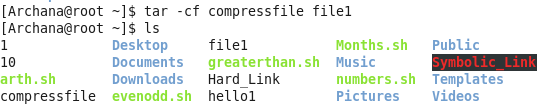 [Archana@root ~]$ tar -cf compressfile file1
[Archana@root ~]$ ls
1 Desktop file1 Months.sh Public
10 Documents greaterthan.sh Music Symbolic_Link
arth.sh Downloads Hard_Link numbers.sh Templates
compressfile evenodd.sh hello1 Pictures Videos